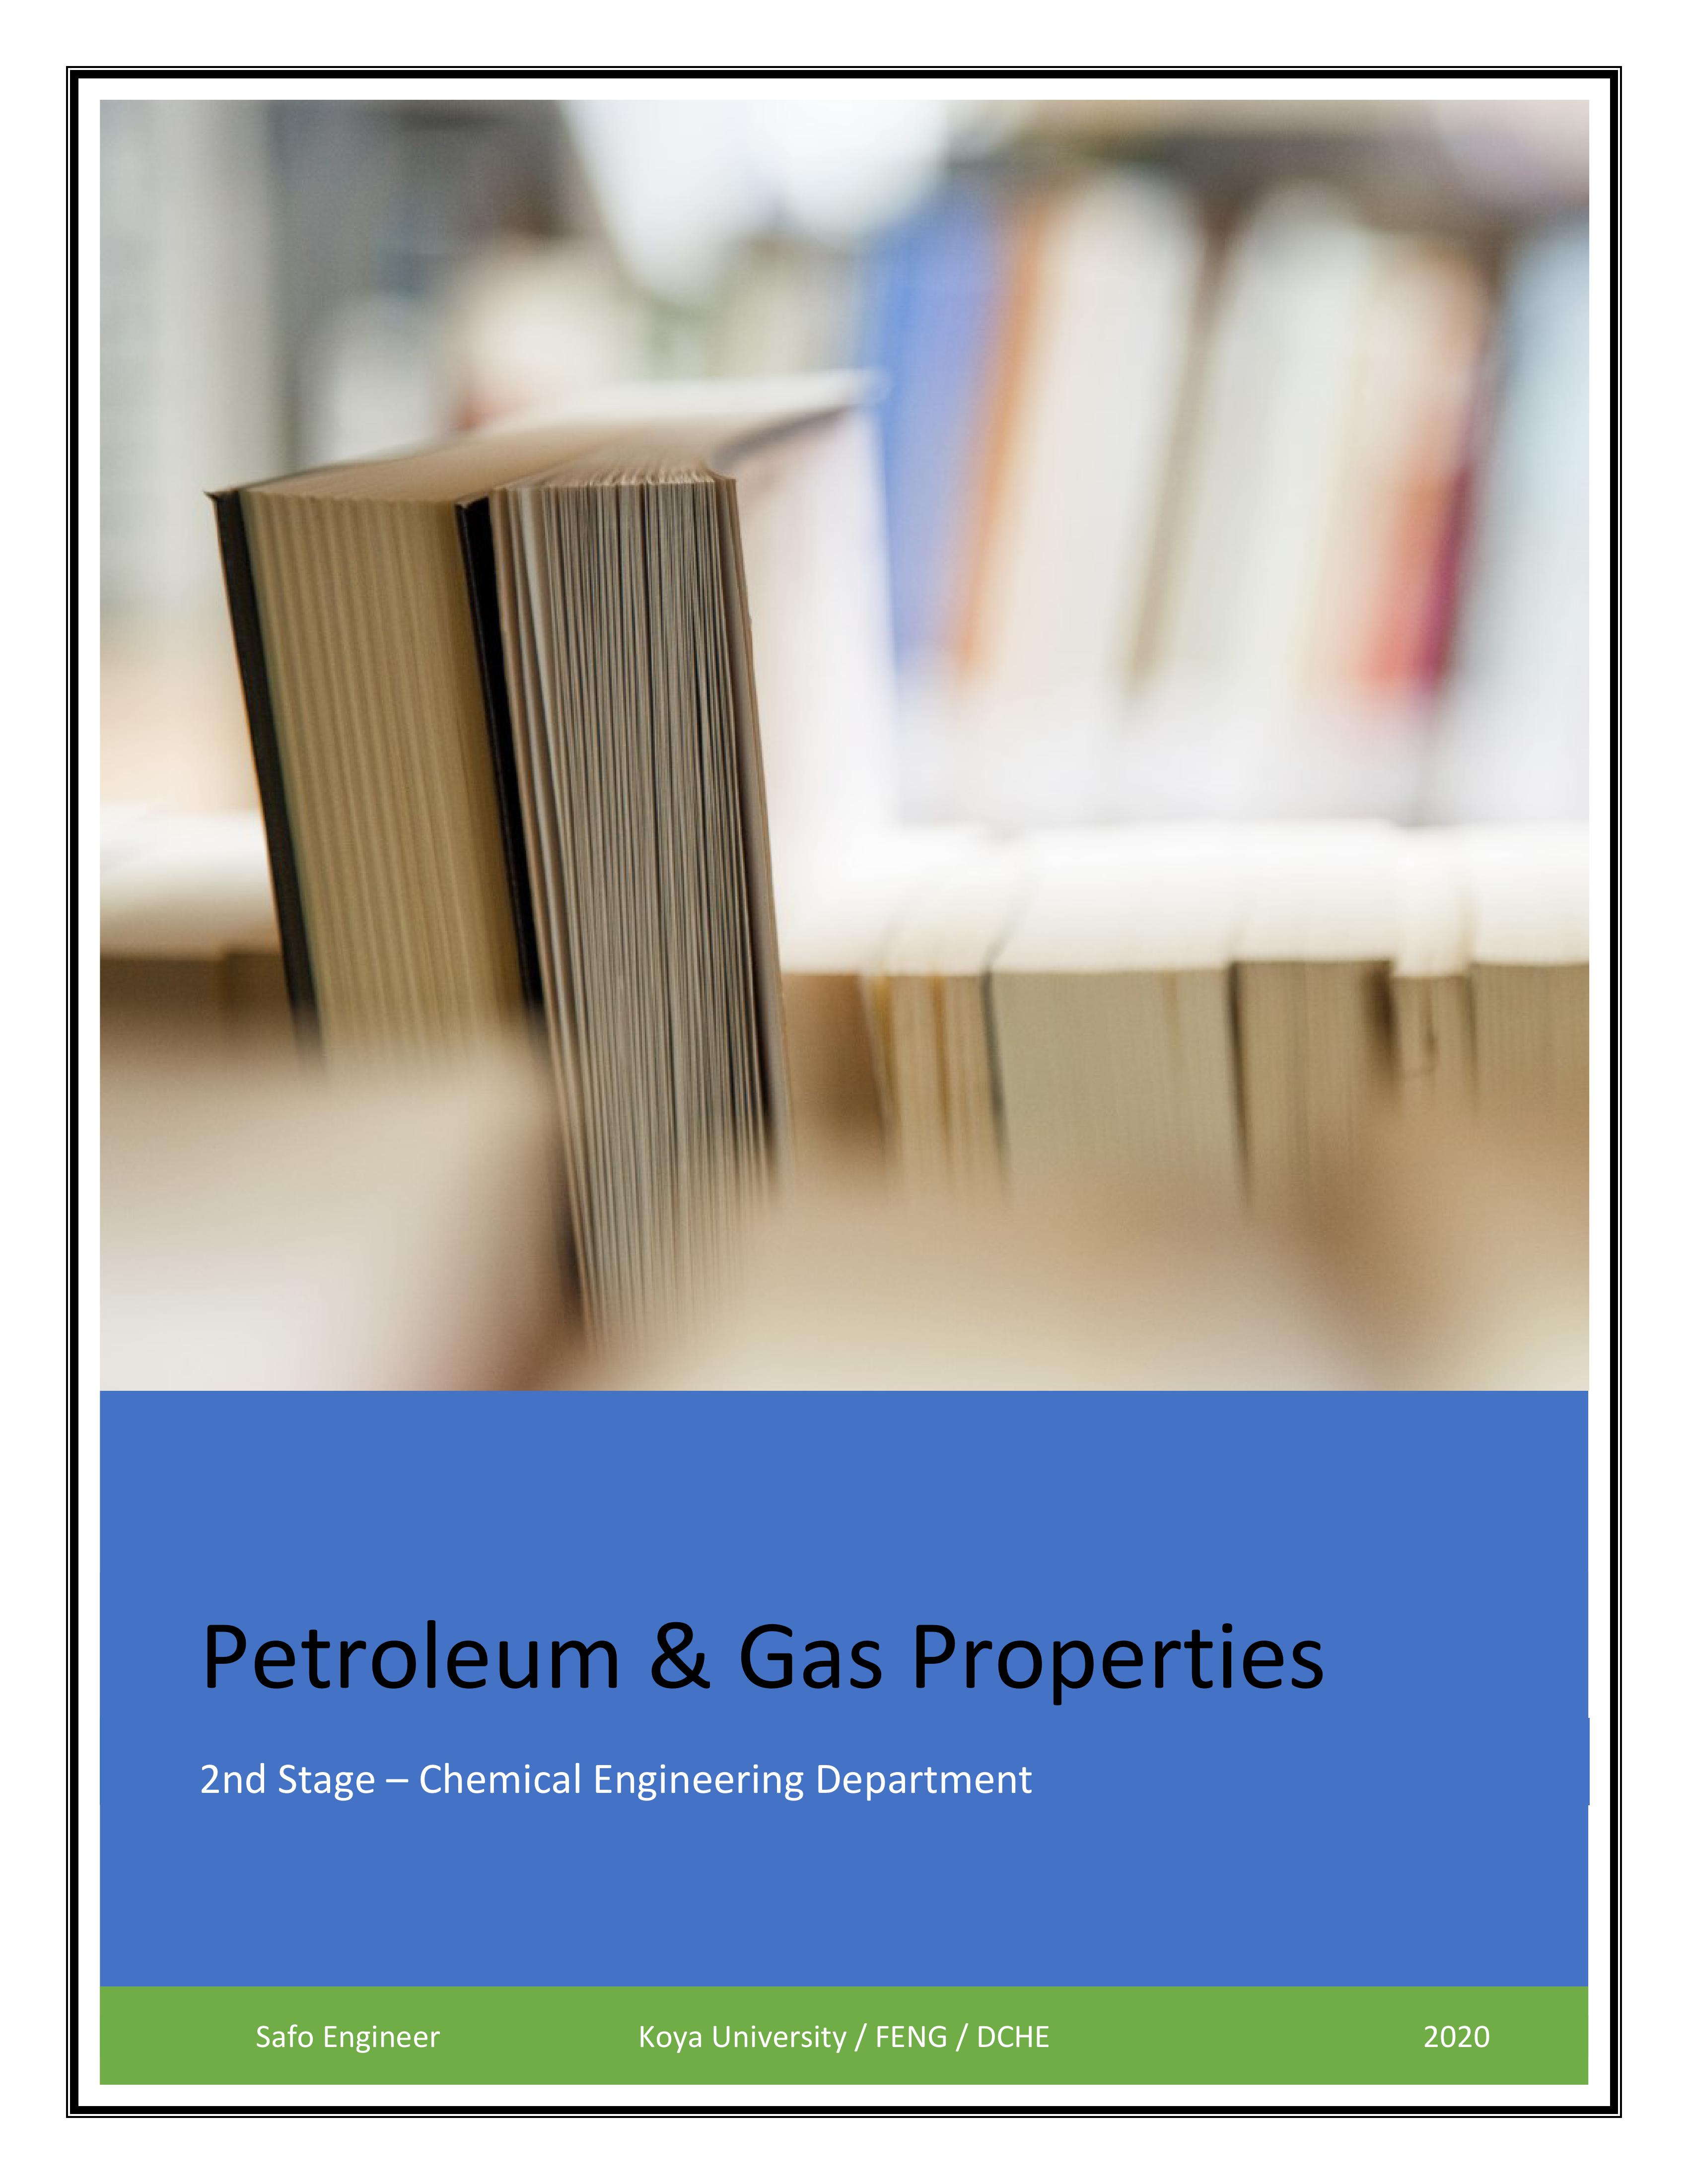 Petroleum & Gas Properties
2nd Stage – Chemical Engineering Department
Safo Engineer Koya University / FENG / DCHE 2020